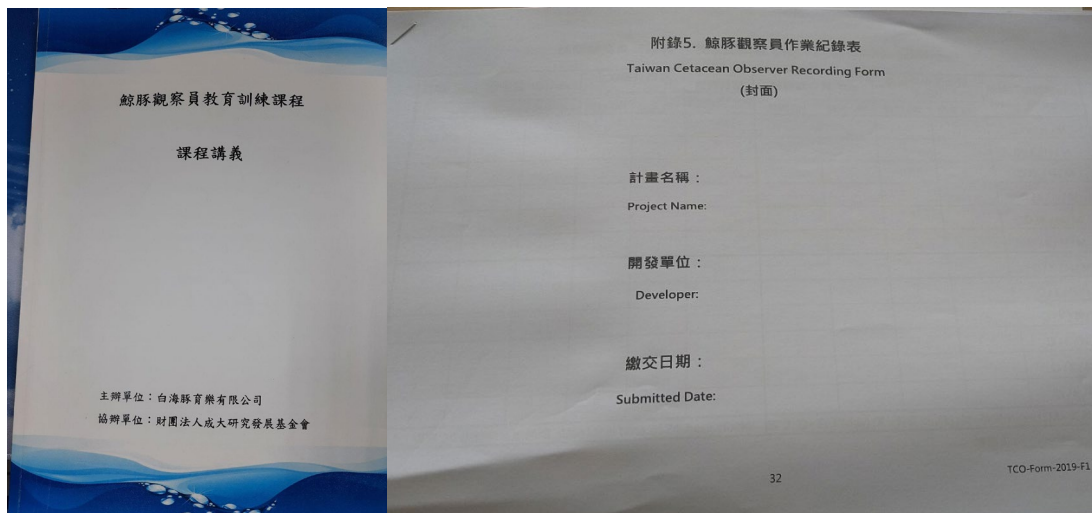 鯨豚觀察員教育訓練課程
課程講義
主辦單位：白海豚育樂有限公司
協辦單位：財團法人成大研究發展基金會
附錄5. 鯨豚觀察員作業紀錄表
Taiwan Cetacean Observer Recording Form
(封面)
計畫名稱：
Project Name:
開發單位：
Developer:
繳交日期：
Submitted Date:
32
TCO-Form-2019-F1